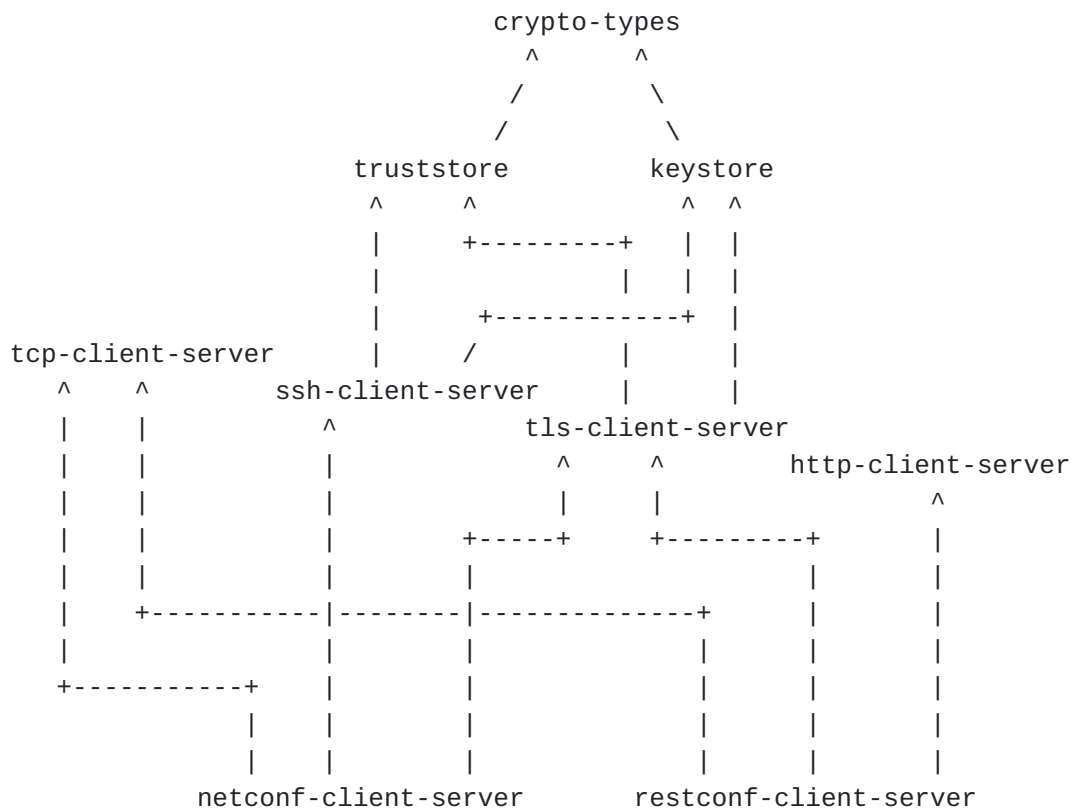 crypto-types
truststore keystore
tcp-client-server
ssh-client-server
tls-client-server
http-client-server
netconf-client-server restconf-client-server